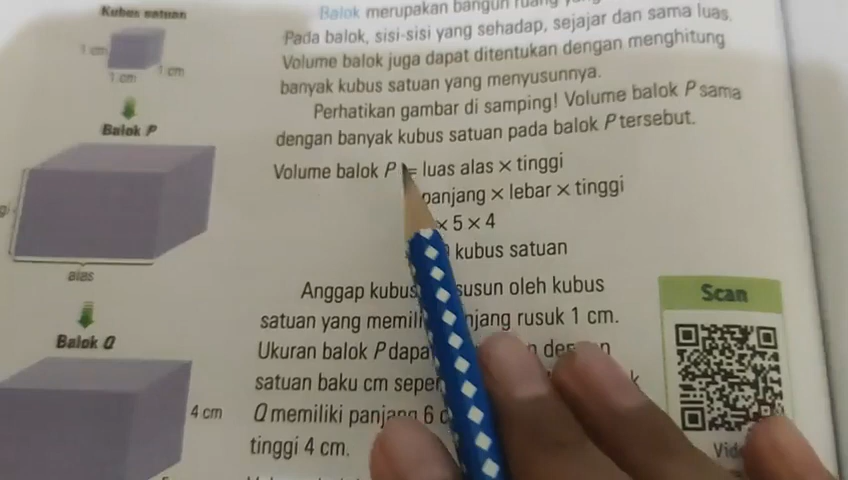 Kubus satuan
1 cm
1 cm
1 cm
Balok P
alas
Balok Q
4 cm
Balok merupakan bangun ruang
Pada balok, sisi-sisi yang sehadap, sejajar dan sama luas.
Volume balok juga dapat ditentukan dengan menghitung
banyak kubus satuan yang menyusunnya.
Perhatikan gambar di samping! Volume balok P sama
dengan banyak kubus satuan pada balok P tersebut.
Volume balok P = luas alas × tinggi
panjang × lebar × tinggi
× 5 × 4
kubus satuan
Anggap kubus susun oleh kubus
satuan yang memili njang rusuk 1 cm.
Ukuran balok P dapa
satuan baku cm seper
Q memiliki panjang 6
tinggi 4 cm.
Scan
Vid